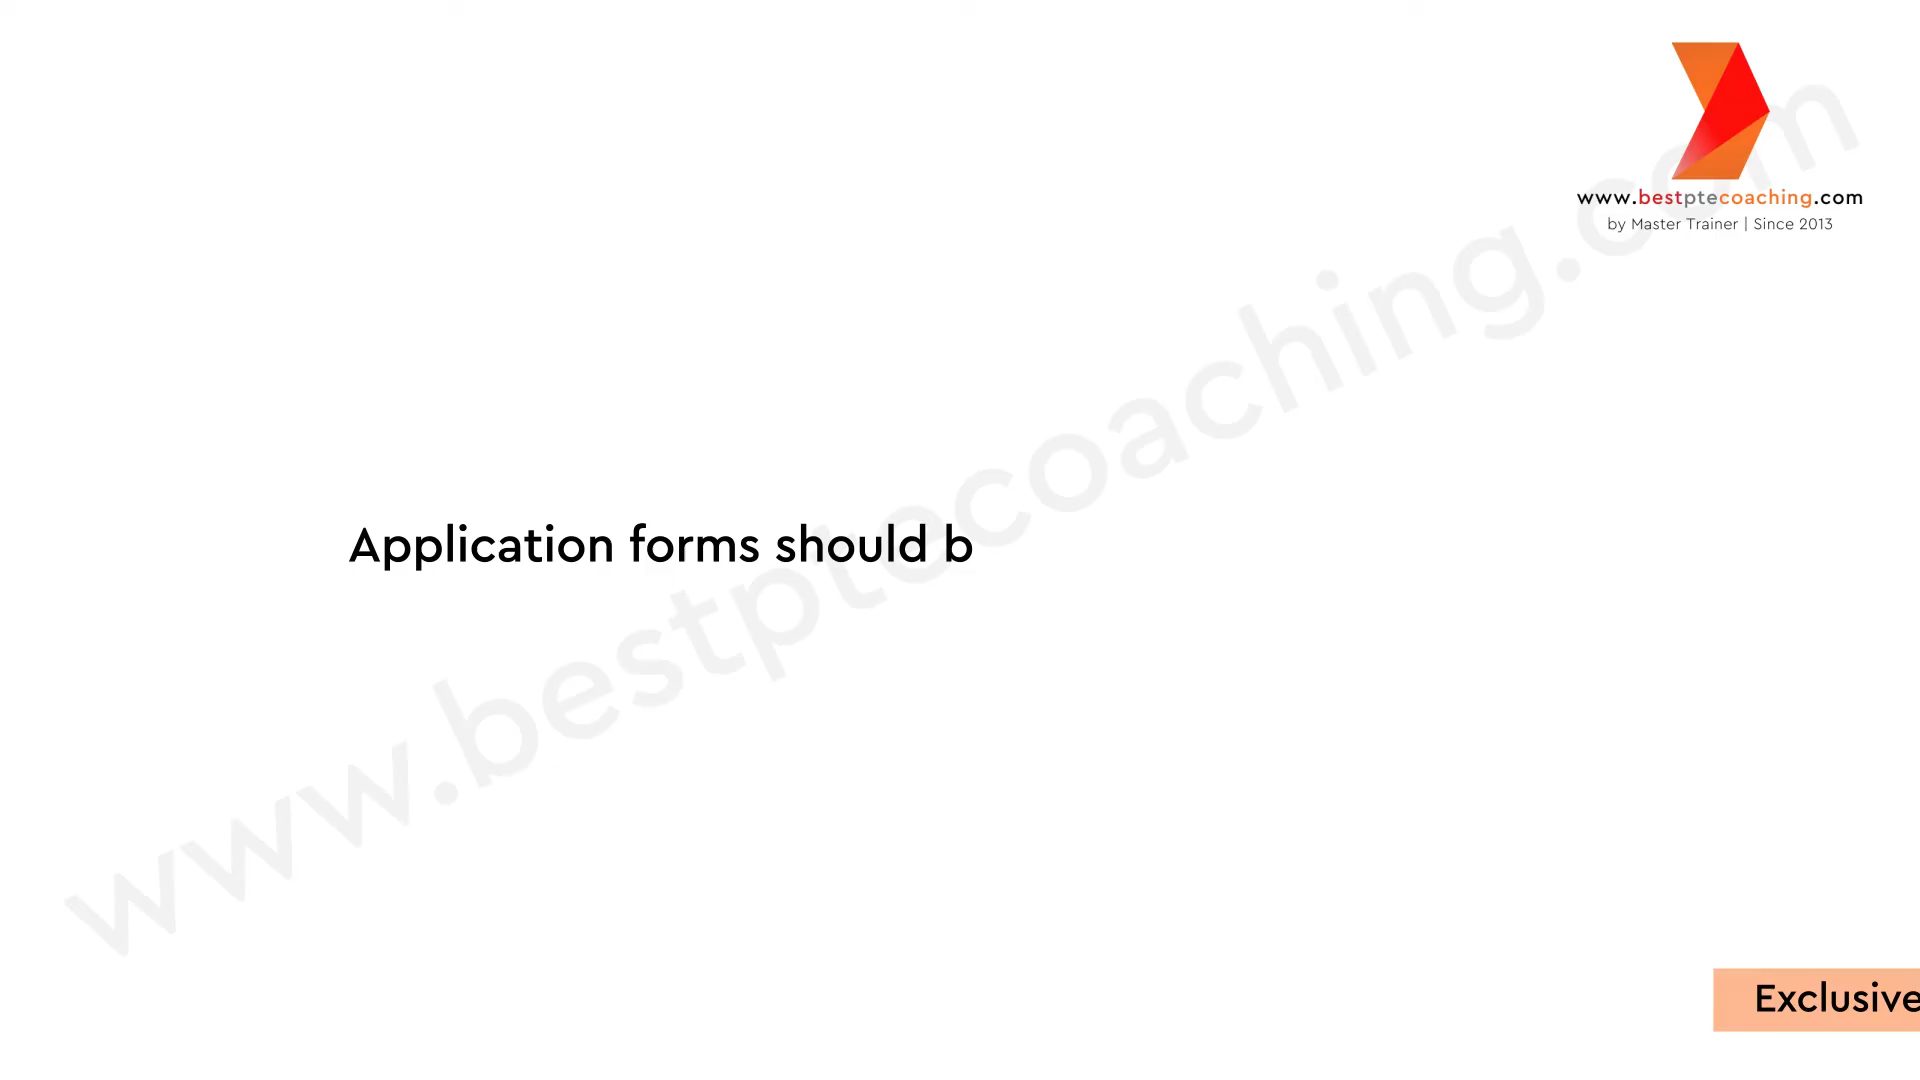 www.bestptecoaching.com
by Master Trainer | Since 2013
www.bestptecoaching.com
Application forms should b
Exclusive